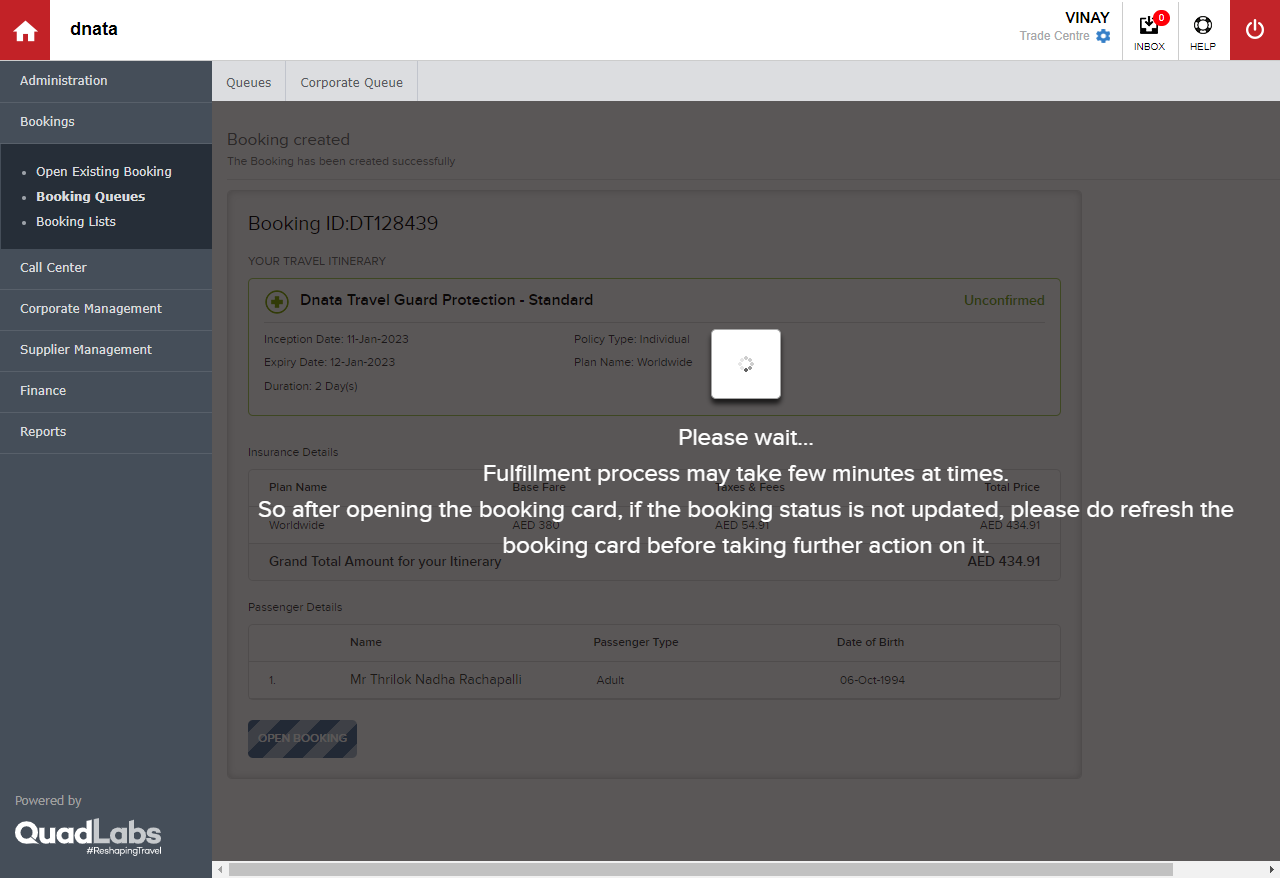 dnata
VINAY
Trade Centre
0
INBOX
HELP
Administration
Bookings
Open Existing Booking
Booking Queues
Booking Lists
Call Center
Corporate Management
Supplier Management
Finance
Reports
Powered by
QuadLabs
#ReshapingTravel
Queues
Corporate Queue
Booking created
The Booking has been created successfully
Booking ID:DT128439
YOUR TRAVEL ITINERARY
Dnata Travel Guard Protection - Standard
Unconfirmed
Inception Date: 11-Jan-2023
Policy Type: Individual
Expiry Date: 12-Jan-2023
Plan Name: Worldwide
Duration: 2 Day(s)
Please wait...
Fulfillment process may take few minutes at times.
So after opening the booking card, if the booking status is not updated, please do refresh the
booking card before taking further action on it.
Insurance Details
Plan Name Base Fare Taxes & Fees Total Price
Worldwide AED 380 AED 54.91 AED 434.91
Grand Total Amount for your Itinerary AED 434.91
Passenger Details
Name Passenger Type Date of Birth
1. Mr Thrilok Nadha Rachapalli Adult 06-Oct-1994
OPEN BOOKING